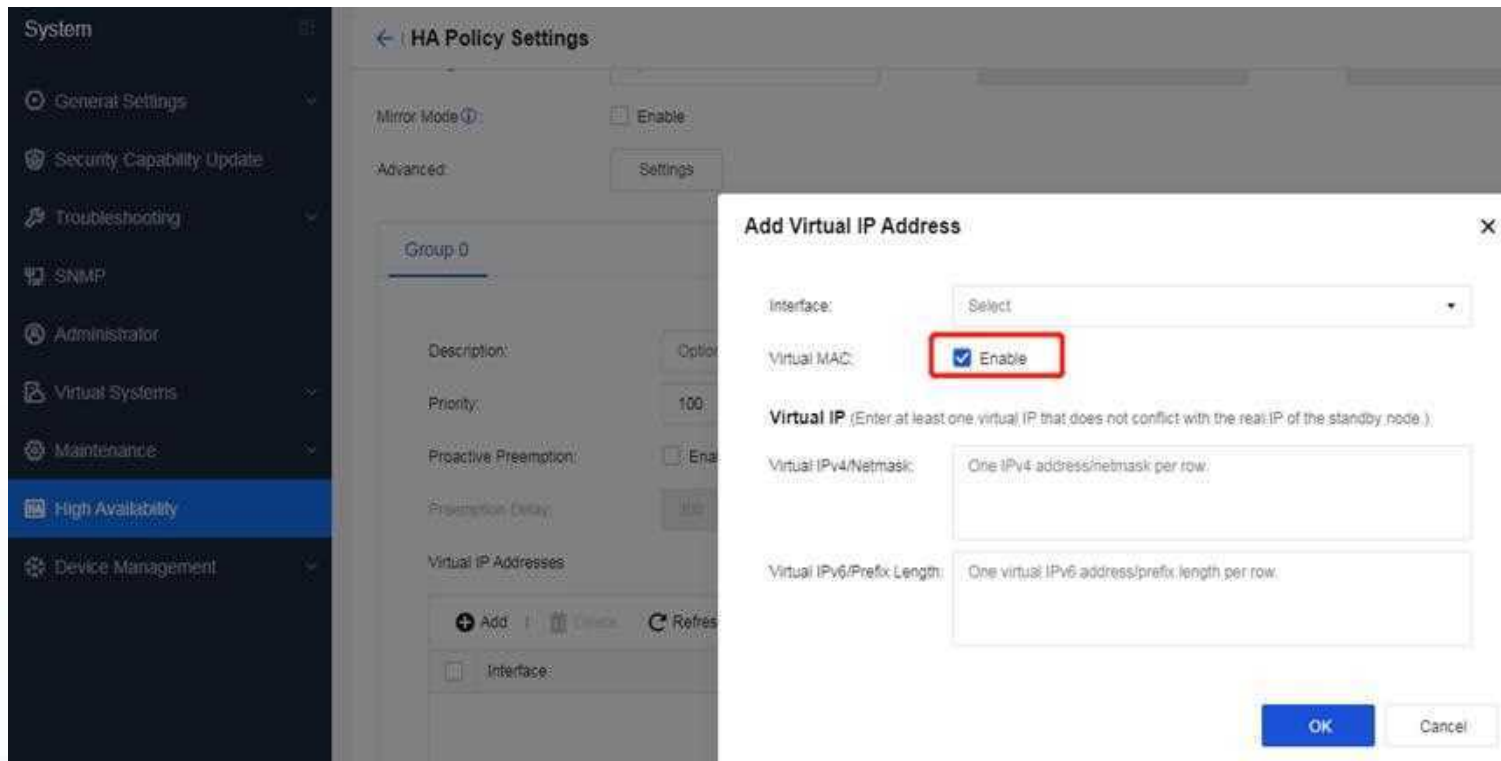 System
← HA Policy Settings
General Settings
Mirror Mode
Enable
Security Capability Update
Advanced:
Settings
Troubleshooting
Add Virtual IP Address
Group 0
SNMP
Interface:
Select
Administrator
Description:
Virtual MAC:
Enable
Virtual Systems
Priority:
100
Virtual IP (Enter at least one virtual IP that does not conflict with the real IP of the standby node.)
Maintenance
Proactive Preemption:
Virtual IPv4/Netmask:
One IPv4 address/netmask per row.
HA High Availability
Preemption Delay:
Device Management
Virtual IP Addresses
Virtual IPv6/Prefix Length:
One virtual IPv6 address/prefix length per row.
Add
Delete
Refres
Interface
OK
Cancel